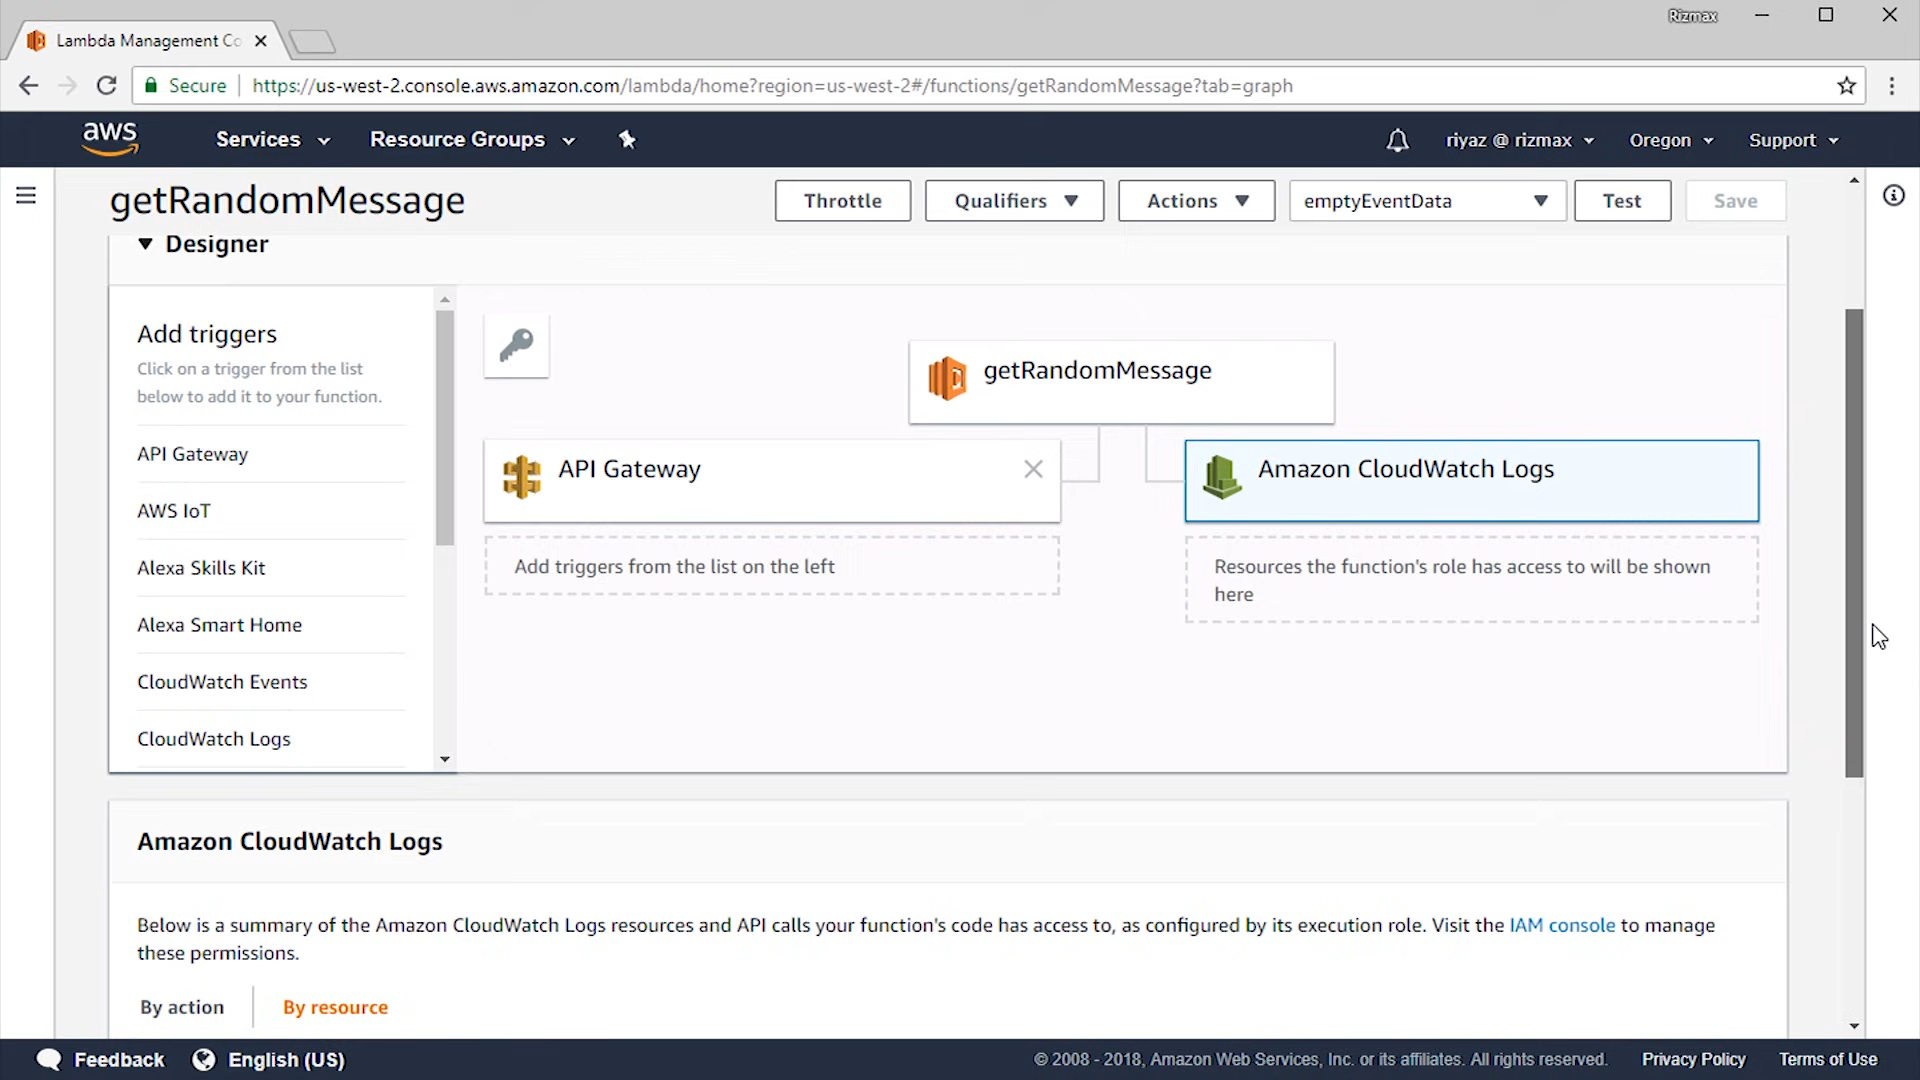 Rizmax
Lambda Management Co
Secure
https://us-west-2.console.aws.amazon.com/lambda/home?region=us-west-2#/functions/getRandomMessage?tab=graph
aws
Services
Resource Groups
riyaz @ rizmax
Oregon
Support
getRandomMessage
Throttle
Qualifiers
Actions
emptyEventData
Test
Save
Designer
Add triggers
Click on a trigger from the list
below to add it to your function.
API Gateway
AWS IoT
Alexa Skills Kit
Alexa Smart Home
CloudWatch Events
CloudWatch Logs
getRandomMessage
API Gateway
Add triggers from the list on the left
Amazon CloudWatch Logs
Resources the function's role has access to will be shown
here
Amazon CloudWatch Logs
Below is a summary of the Amazon CloudWatch Logs resources and API calls your function's code has access to, as configured by its execution role. Visit the IAM console to manage
these permissions.
By action
By resource
Feedback
English (US)
© 2008 - 2018, Amazon Web Services, Inc. or its affiliates. All rights reserved.
Privacy Policy
Terms of Use